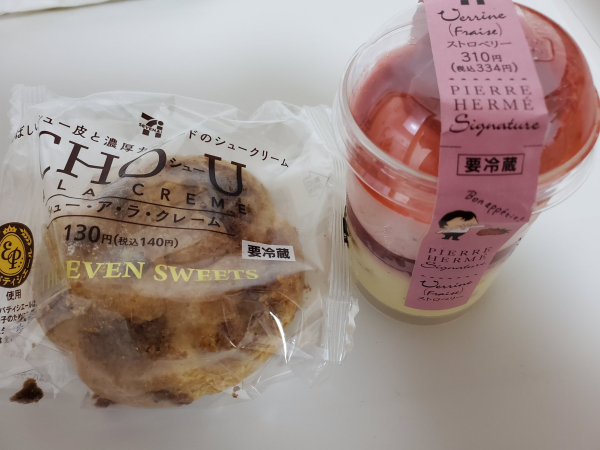 シュー皮と濃厚カ
ドのシュークリーム
CHOU
LA CREME
シュー・ア・ラ・クレーム
130円(税込140円)
要冷蔵
EVEN SWEETS
使用
Verrine
(Fraise)
ストロベリー
310円
(税込334円)
PIERRE
HERMÉ
Signature
要冷蔵
Bon appétit!
PIERRE
HERMÉ
Signature
Verrine
(Fraise)
ストロベリー